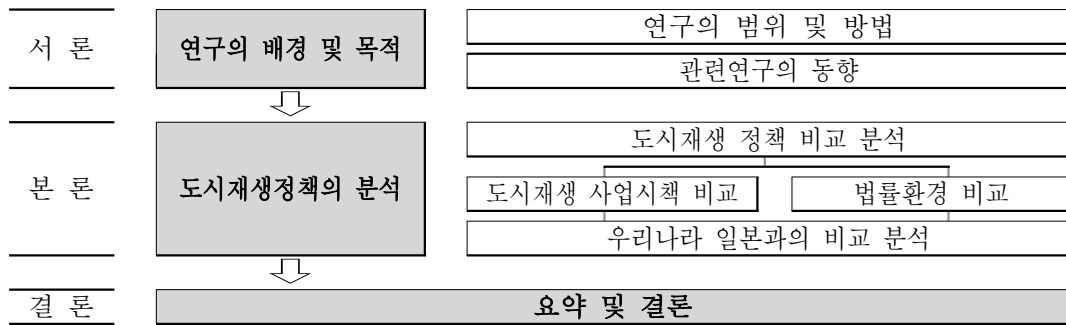 서 론
연구의 배경 및 목적
연구의 범위 및 방법
관련연구의 동향
본 론
도시재생정책의 분석
도시재생 정책 비교 분석
도시재생 사업시책 비교
법률환경 비교
우리나라 일본과의 비교 분석
결 론
요약 및 결론